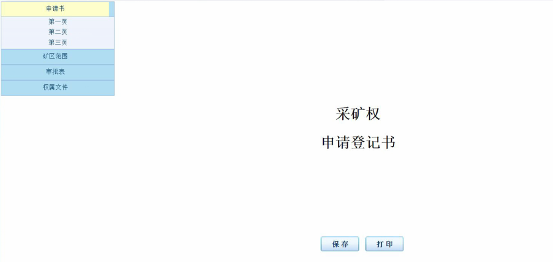 申请书
第一页
第二页
第三页
矿区范围
审批表
权属文件
采矿权
申请登记书
保存
打印